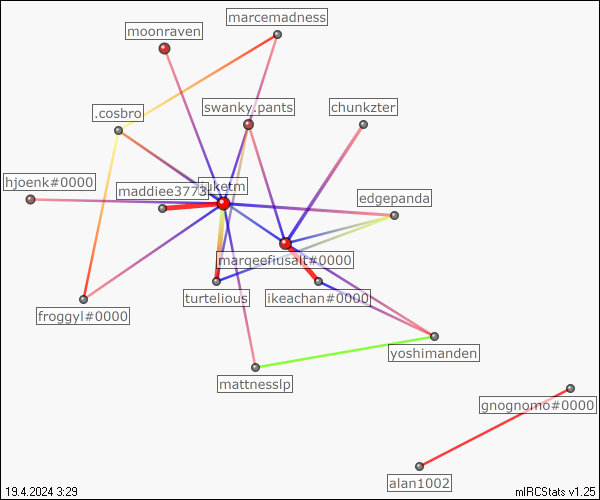 marcemadness
moonraven
.cosbro
swanky.pants
chunkzter
hjoenk#0000
maddiee3773
luketm
edgepanda
marqeefiusalt#0000
turtelious
ikeachan#0000
froggyl#0000
yoshimanden
mattnesslp
gnognomo#0000
alan1002
19.4.2024 3:29
mIRCStats v1.25